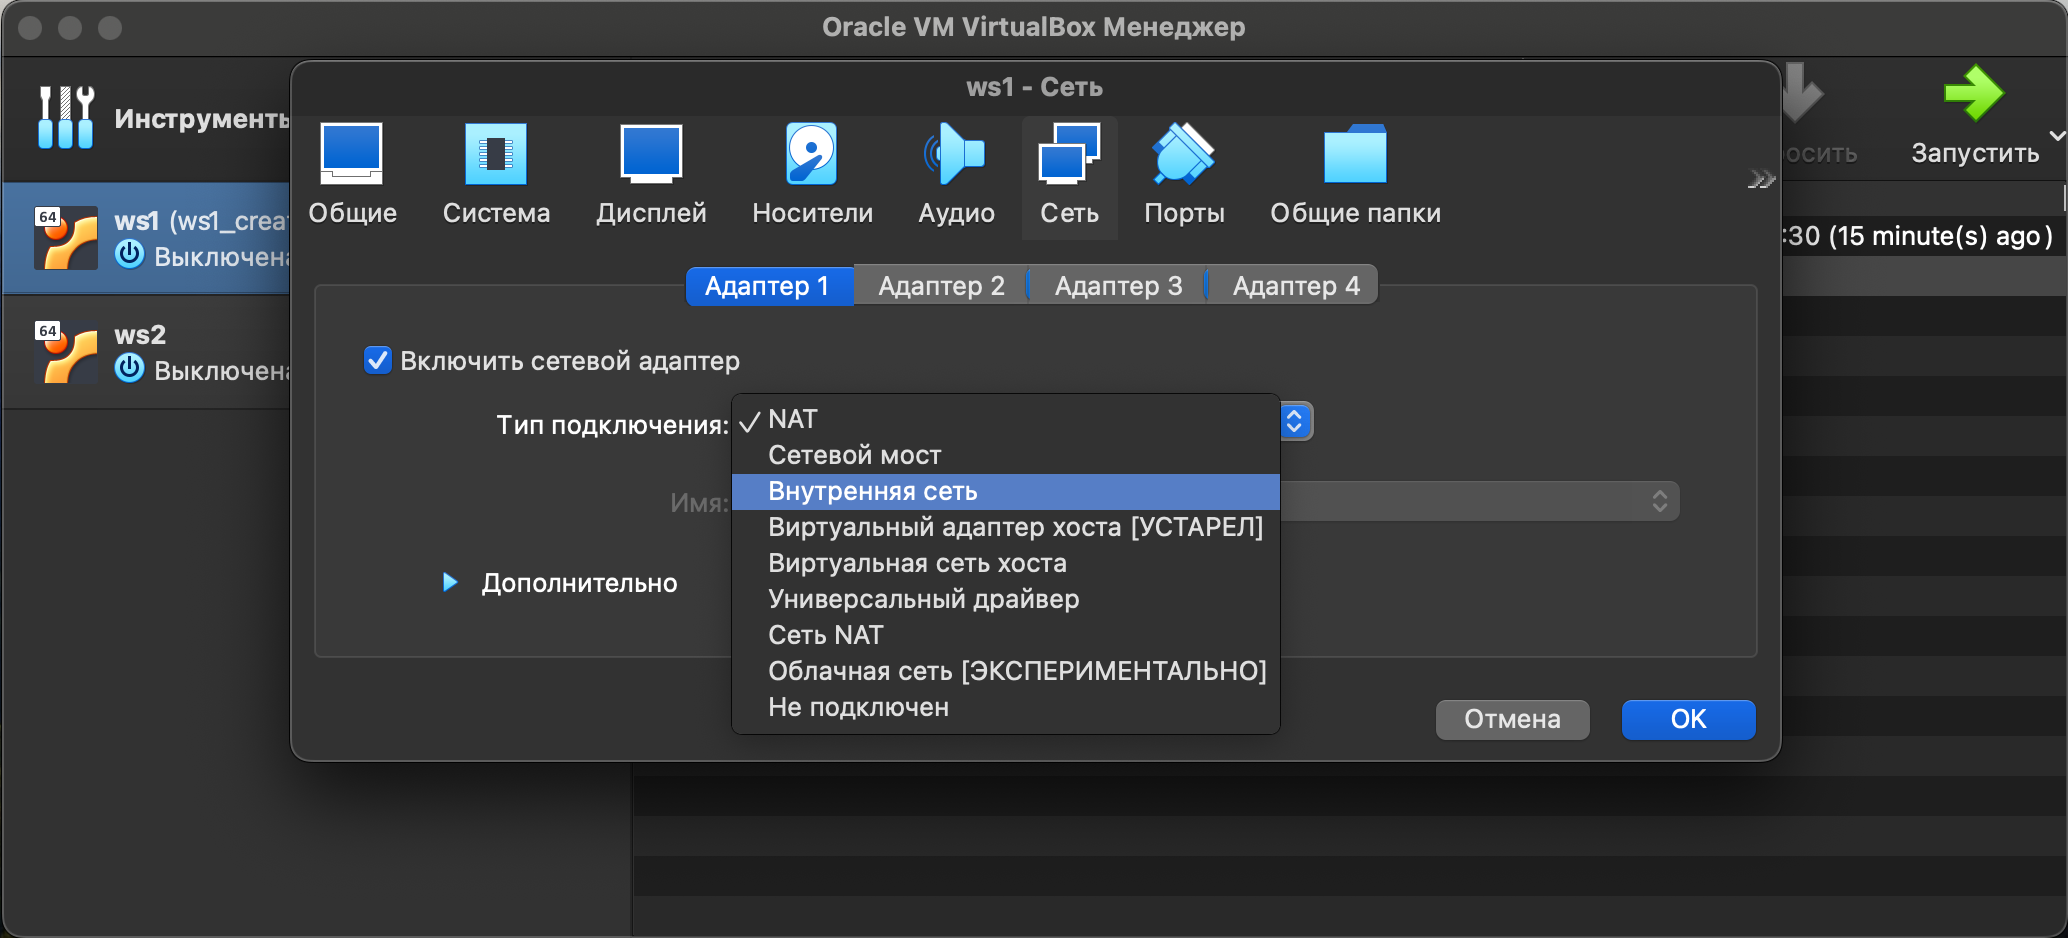 Oracle VM VirtualBox Менеджер
Инструменты
ws1 - Сеть
Общие
Система
Дисплей
Носители
Аудио
Сеть
Порты
Общие папки
Запустить
64
ws1 (ws1_crea
Выключена
64
ws2
Выключена
:30 (15 minute(s) ago)
Адаптер 1
Адаптер 2
Адаптер 3
Адаптер 4
Включить сетевой адаптер
Тип подключения:
NAT
Сетевой мост
Внутренняя сеть
Виртуальный адаптер хоста [УСТАРЕЛ]
Виртуальная сеть хоста
Универсальный драйвер
Сеть NAT
Облачная сеть [ЭКСПЕРИМЕНТАЛЬНО]
Не подключен
Имя:
Дополнительно
Отмена
OK